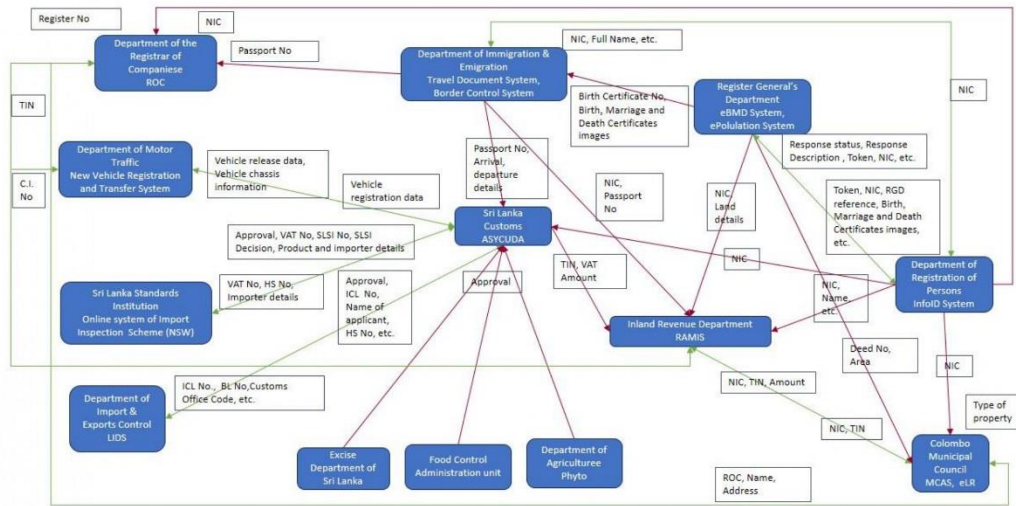 Register No
NIC
Department of the
Registrar of
Companiese
ROC
Passport No
Department of Immigration &
Emigration
Travel Document System,
Border Control System
NIC, Full Name, etc.
Register General's
Department
eBMD System,
ePolulation System
NIC
TIN
Birth Certificate No,
Birth, Marriage and
Death Certificates
images
Department of Motor
Traffic
New Vehicle Registration
and Transfer System
Vehicle release data,
Vehicle chassis
information
Passport No,
Arrival,
departure
details
Response status, Response
Description , Token, NIC, etc.
C.I.
No
Vehicle
registration data
NIC,
Passport
No
NIC,
Land
details
Token, NIC, RGD
reference, Birth,
Marriage and Death
Certificates images,
etc.
Sri Lanka
Customs
ASYCUDA
Approval, VAT No, SLSI No, SLSI
Decision, Product and importer details
NIC
Department of
Registration of
Persons
InfoID System
Sri Lanka Standards
Institution
Online system of Import
Inspection Scheme (NSW)
VAT No, HS No,
Importer details
Approval,
ICL No,
Name of
applicant,
HS No, etc.
Approval
TIN, VAT
Amount
NIC,
Name,
etc.
Inland Revenue Department
RAMIS
Deed No,
Area
NIC
Department of
Import &
Exports Control
LIDS
ICL No., BL No,Customs
Office Code, etc.
NIC, TIN, Amount
Type of
property
NIC, TIN
Excise
Department of
Sri Lanka
Food Control
Administration unit
Department of
Agriculturee
Phyto
Colombo
Municipal
Council
MCAS, eLR
ROC, Name,
Address